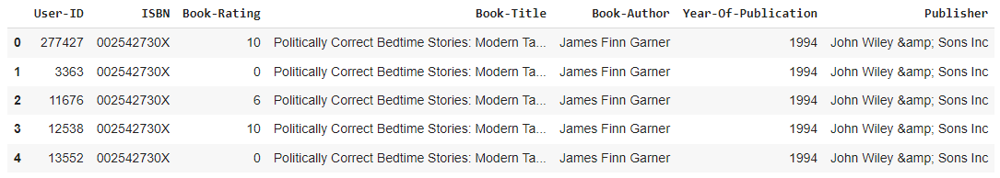 User-ID ISBN Book-Rating Book-Title Book-Author Year-Of-Publication Publisher
0 277427 002542730X 10 Politically Correct Bedtime Stories: Modern Ta... James Finn Garner 1994 John Wiley &amp; Sons Inc
1 3363 002542730X 0 Politically Correct Bedtime Stories: Modern Ta... James Finn Garner 1994 John Wiley &amp; Sons Inc
2 11676 002542730X 6 Politically Correct Bedtime Stories: Modern Ta... James Finn Garner 1994 John Wiley &amp; Sons Inc
3 12538 002542730X 10 Politically Correct Bedtime Stories: Modern Ta... James Finn Garner 1994 John Wiley &amp; Sons Inc
4 13552 002542730X 0 Politically Correct Bedtime Stories: Modern Ta... James Finn Garner 1994 John Wiley &amp; Sons Inc